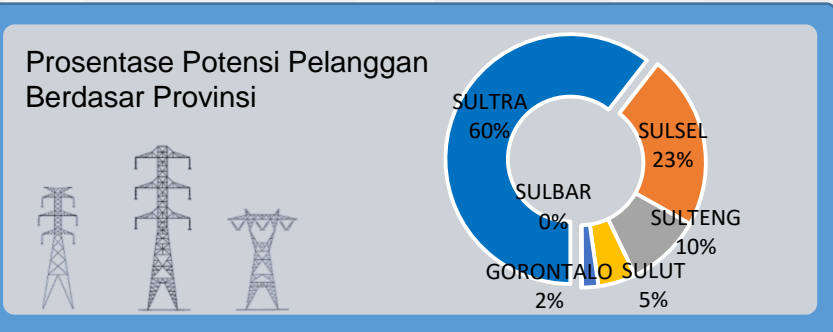 Prosentase Potensi Pelanggan
Berdasar Provinsi
SULTRA
60%
SULSEL
23%
SULBAR
0%
SULTENG
10%
GORONTALO
2%
SULUT
5%